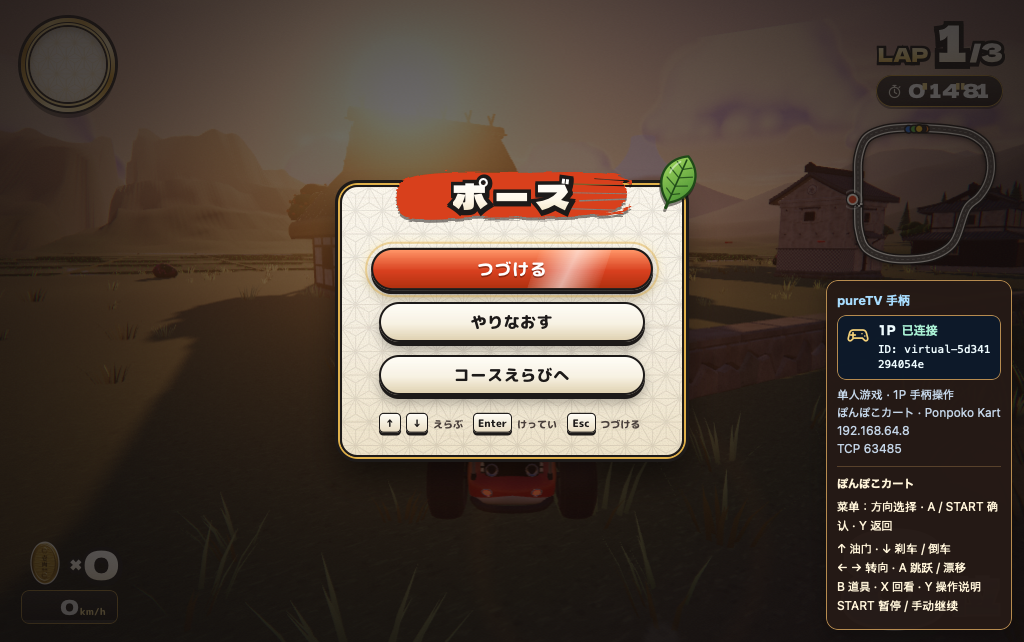 LAP 1/3
0'14"81
ポーズ
つづける
やりなおす
コースえらびへ
↑ ↓ えらぶ Enter けってい Esc つづける
×0
0 km/h
pureTV 手柄
1P 已连接
ID: virtual-5d341
294054e
单人游戏 · 1P 手柄操作
ぽんぽこカート · Ponpoko Kart
192.168.64.8
TCP 63485
ぽんぽこカート
菜单：方向选择 · A / START 确
认 · Y 返回
↑ 油门 · ↓ 刹车 / 倒车
← → 转向 · A 跳跃 / 漂移
B 道具 · X 回看 · Y 操作说明
START 暂停 / 手动继续